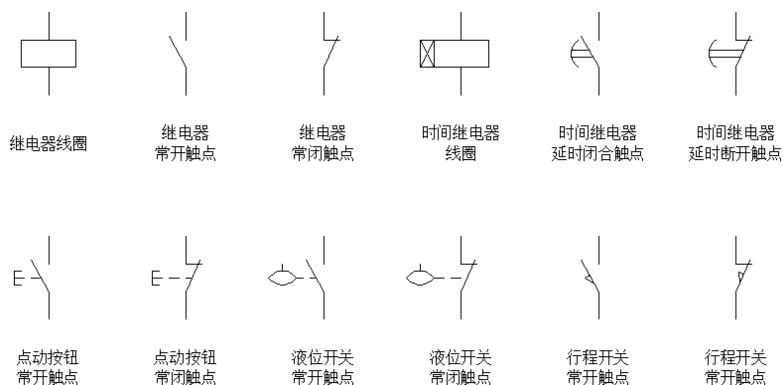 继电器线圈
继电器
常开触点
继电器
常闭触点
时间继电器
线圈
时间继电器
延时闭合触点
时间继电器
延时断开触点
点动按钮
常开触点
点动按钮
常闭触点
液位开关
常开触点
液位开关
常闭触点
行程开关
常开触点
行程开关
常开触点